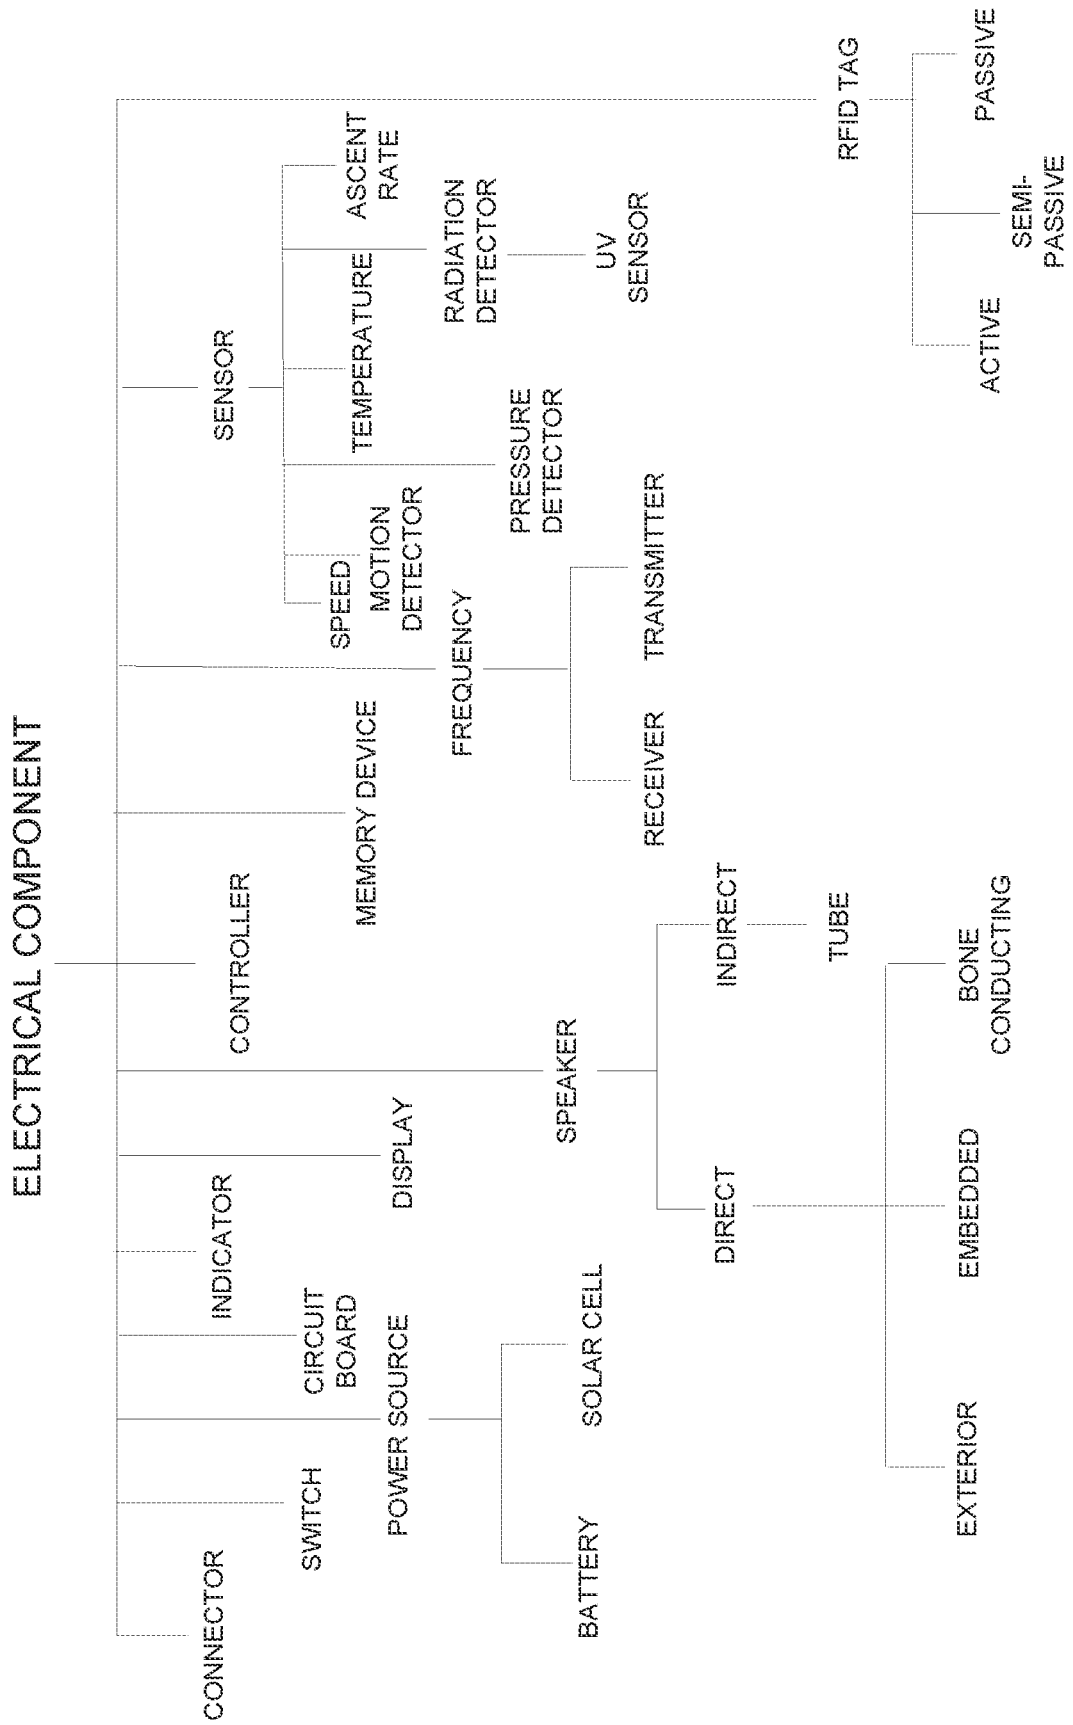 ELECTRICAL COMPONENT
CONNECTOR
SWITCH
POWER SOURCE
BATTERY
SOLAR CELL
CIRCUIT
BOARD
INDICATOR
DISPLAY
SPEAKER
DIRECT
EXTERIOR
EMBEDDED
BONE
CONDUCTING
INDIRECT
TUBE
CONTROLLER
MEMORY DEVICE
FREQUENCY
RECEIVER
TRANSMITTER
SENSOR
SPEED
MOTION
DETECTOR
PRESSURE
DETECTOR
TEMPERATURE
RADIATION
DETECTOR
UV
SENSOR
ASCENT
RATE
RFID TAG
ACTIVE
SEMI-
PASSIVE
PASSIVE